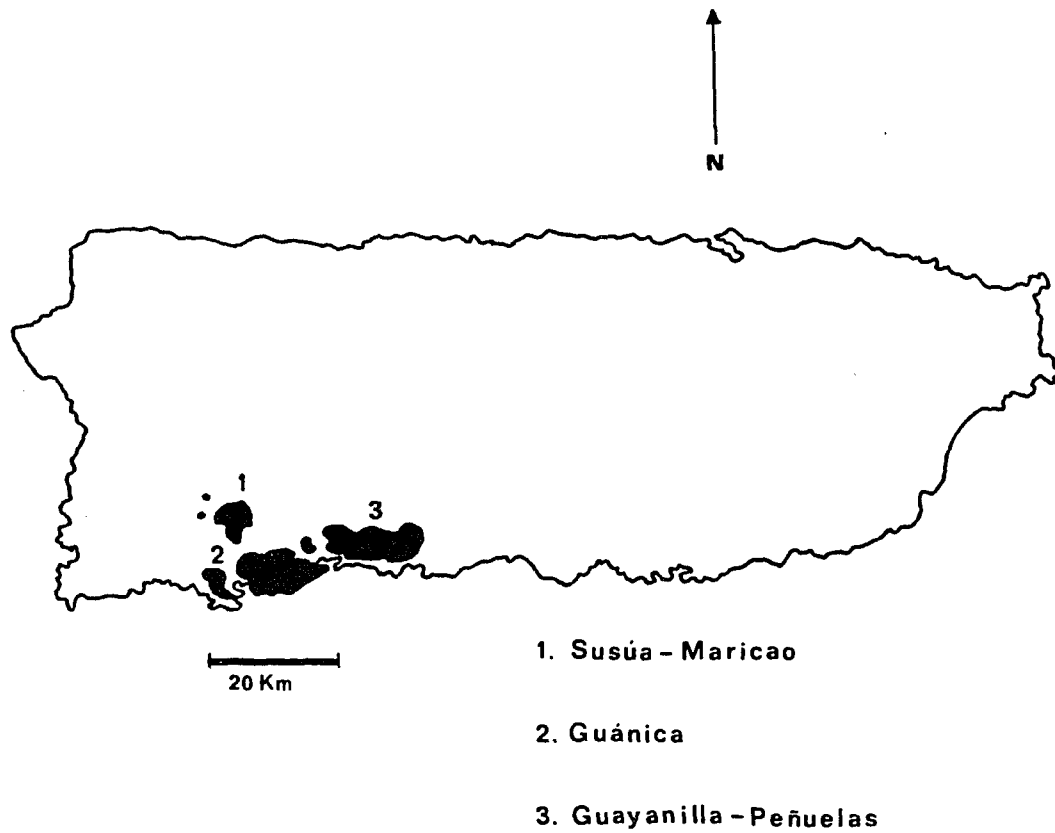 N
1
3
2
20 Km
1. Susúa-Maricao
2. Guánica
3. Guayanilla-Peñuelas